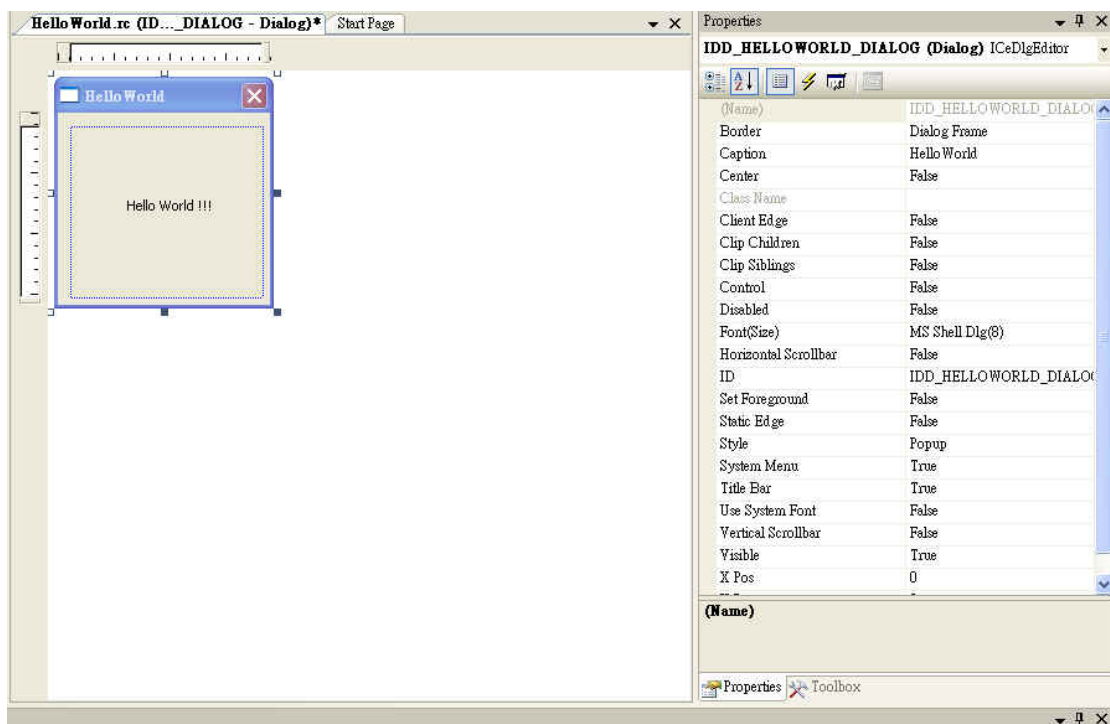 HelloWorld.rc (ID..._DIALOG - Dialog)* Start Page
HelloWorld
Hello World !!!
Properties
IDD_HELLOWORLD_DIALOG (Dialog) ICeDlgEditor
(Name) IDD_HELLOWORLD_DIALO
Border Dialog Frame
Caption HelloWorld
Center False
Class Name
Client Edge False
Clip Children False
Clip Siblings False
Control False
Disabled False
Font(Size) MS Shell Dlg(8)
Horizontal Scrollbar False
ID IDD_HELLOWORLD_DIALO
Set Foreground False
Static Edge False
Style Popup
System Menu True
Title Bar True
Use System Font False
Vertical Scrollbar False
Visible True
X Pos 0
(Name)
Properties Toolbox